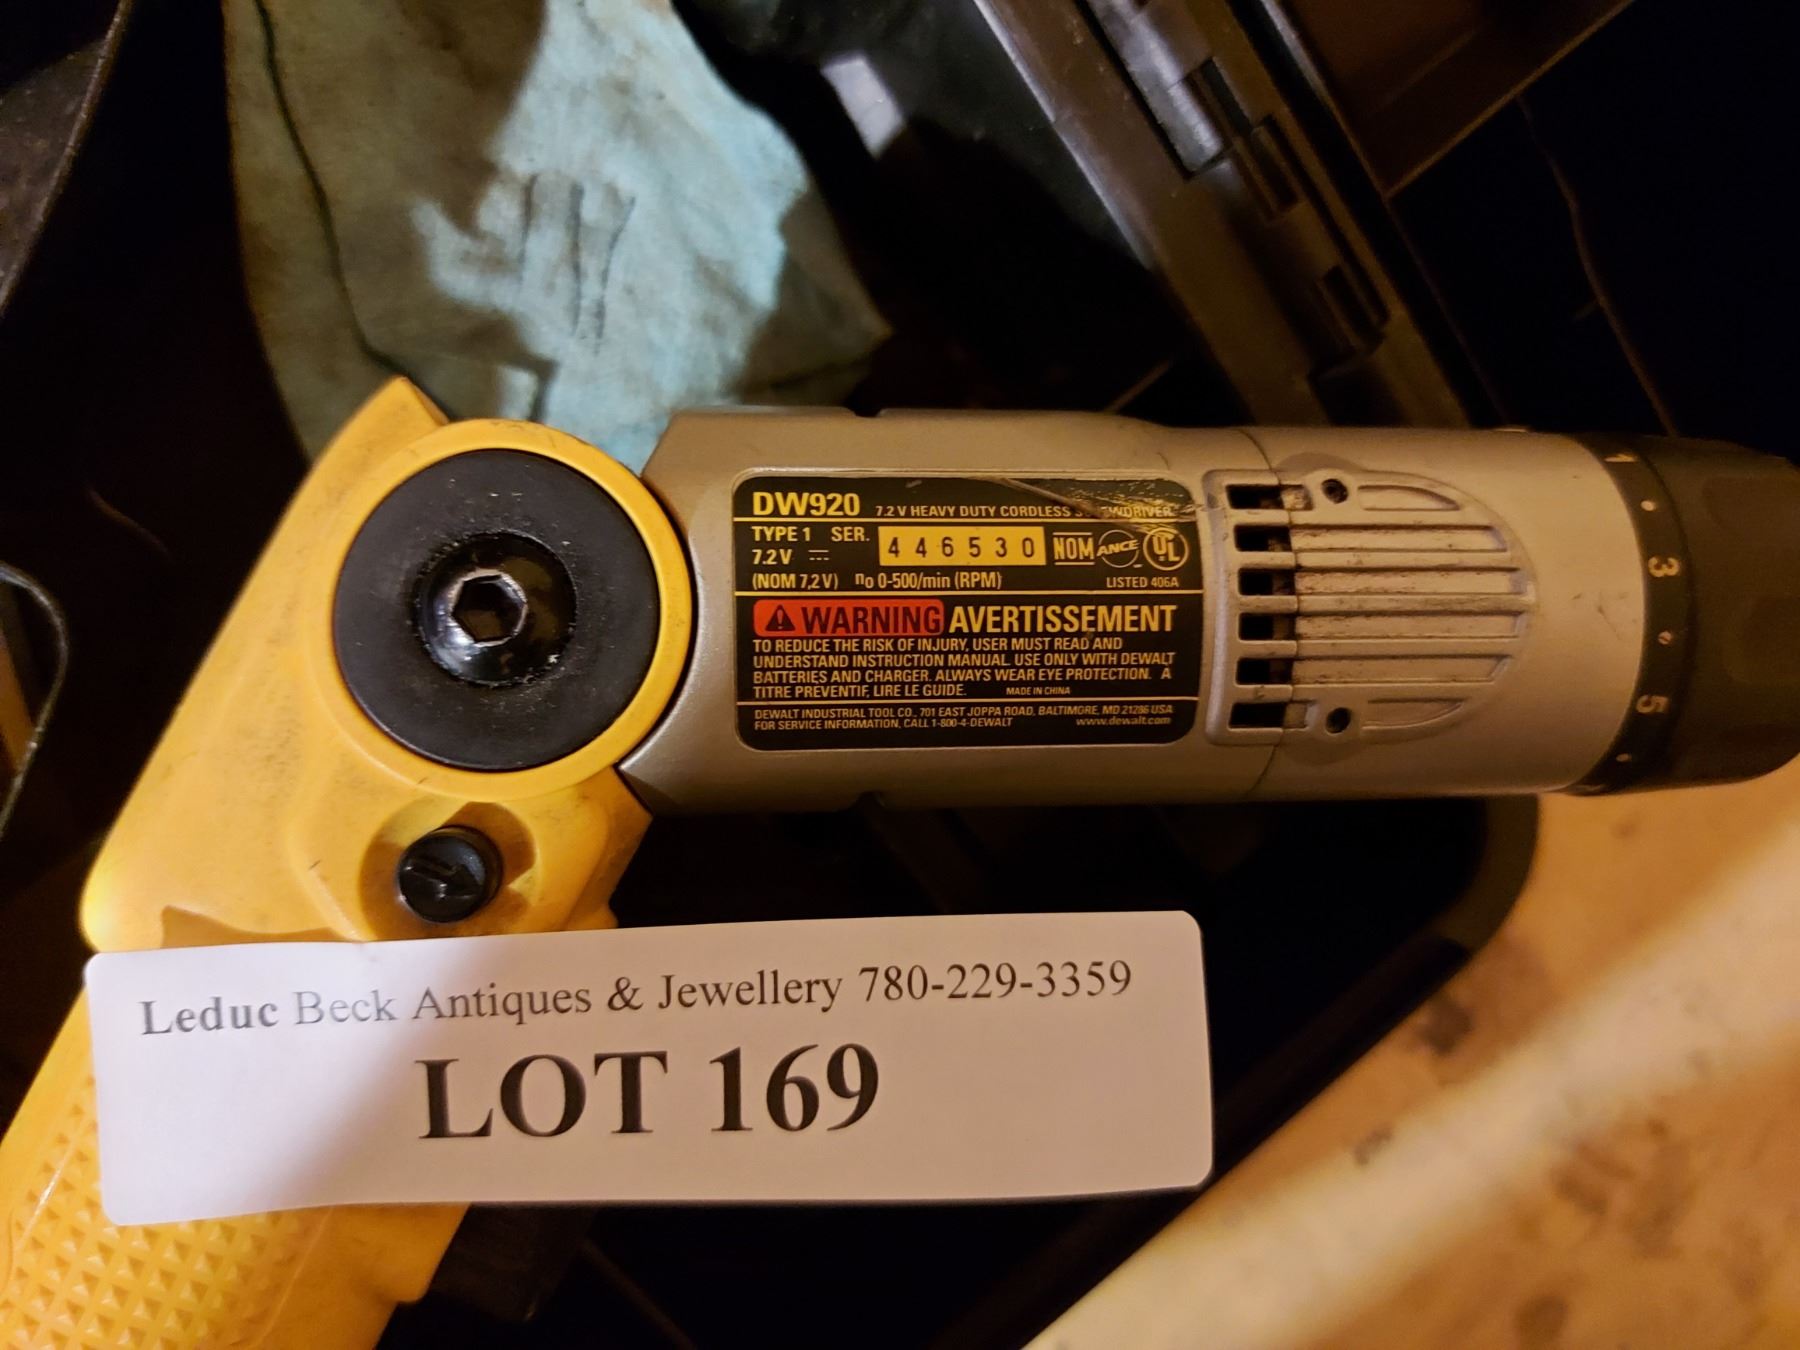 DW920 7.2 V HEAVY DUTY CORDLESS
TYPE 1 SER. 446530 NOM ANCE UL
7.2V
(NOM 7,2V) no 0-500/min (RPM) LISTED 406A
WARNING AVERTISSEMENT
TO REDUCE THE RISK OF INJURY, USER MUST READ AND
UNDERSTAND INSTRUCTION MANUAL. USE ONLY WITH DEWALT
BATTERIES AND CHARGER. ALWAYS WEAR EYE PROTECTION. A
TITRE PREVENTIF, LIRE LE GUIDE. MADE IN CHINA
DEWALT INDUSTRIAL TOOL CO., 701 EAST JOPPA ROAD, BALTIMORE, MD 21286 USA
FOR SERVICE INFORMATION, CALL 1-800-4-DEWALT www.dewalt.com
1
3
5
Leduc Beck Antiques & Jewellery 780-229-3359
LOT 169